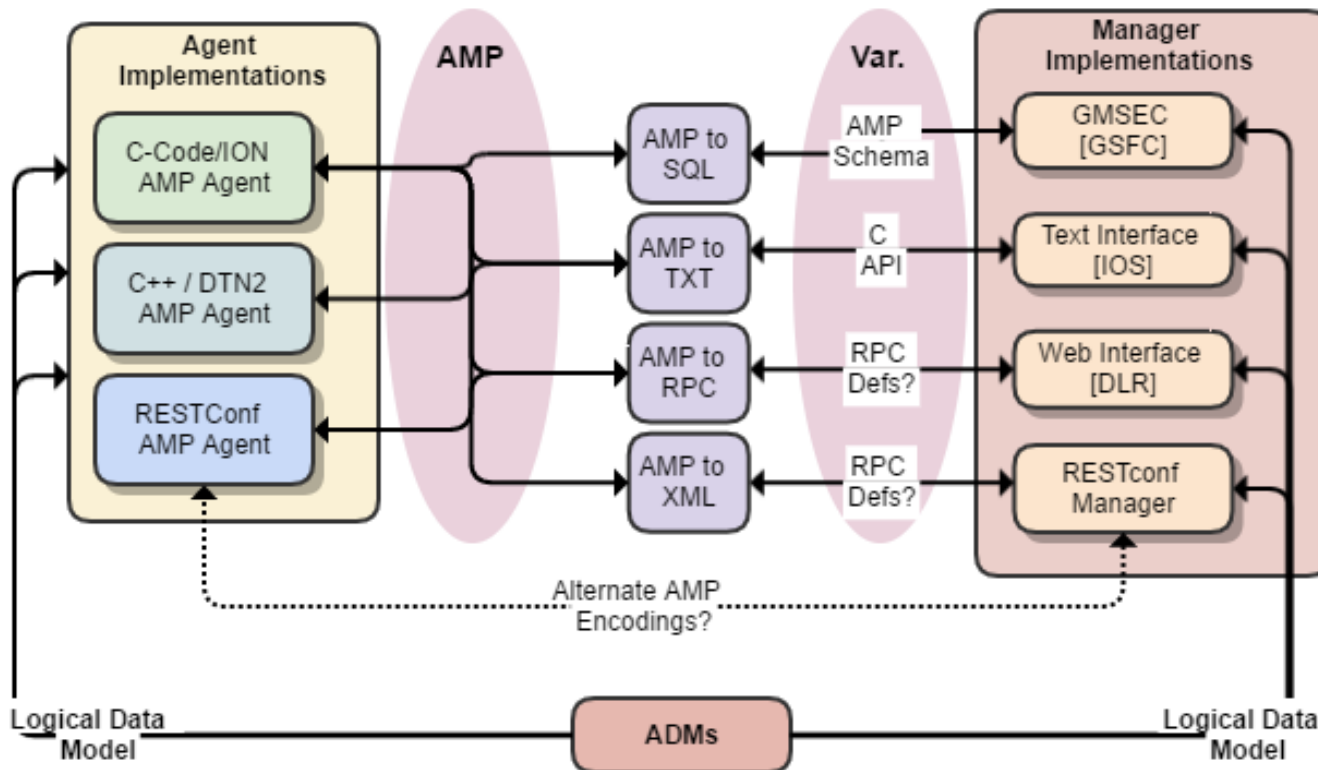 Agent
Implementations
AMP
Var.
Manager
Implementations
C-Code/ION
AMP Agent
C++ / DTN2
AMP Agent
RESTConf
AMP Agent
AMP to
SQL
AMP to
TXT
AMP to
RPC
AMP to
XML
AMP
Schema
C
API
RPC
Defs?
RPC
Defs?
GMSEC
[GSFC]
Text Interface
[IOS]
Web Interface
[DLR]
RESTconf
Manager
Alternate AMP
Encodings?
Logical Data
Model
ADMs
Logical Data
Model